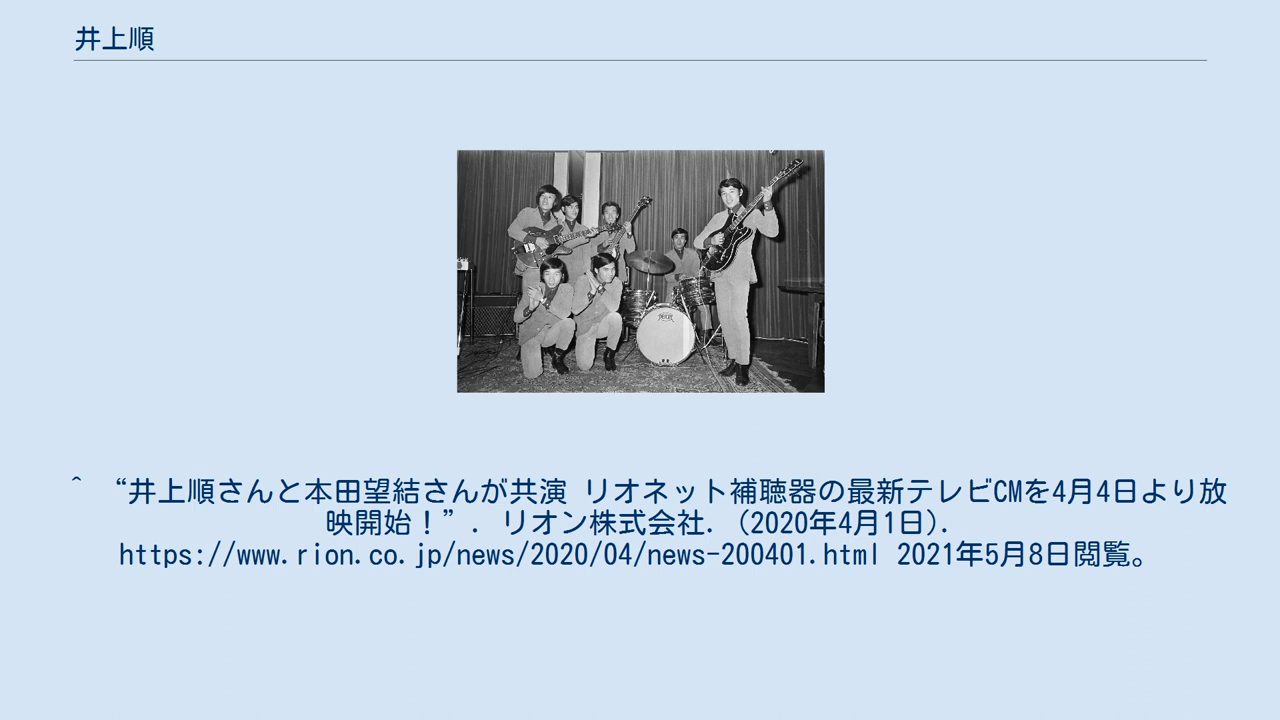 井上順
^ “井上順さんと本田望結さんが共演 リオネット補聴器の最新テレビCMを4月4日より放
映開始！”. リオン株式会社. (2020年4月1日).
https://www.rion.co.jp/news/2020/04/news-200401.html 2021年5月8日閲覧。